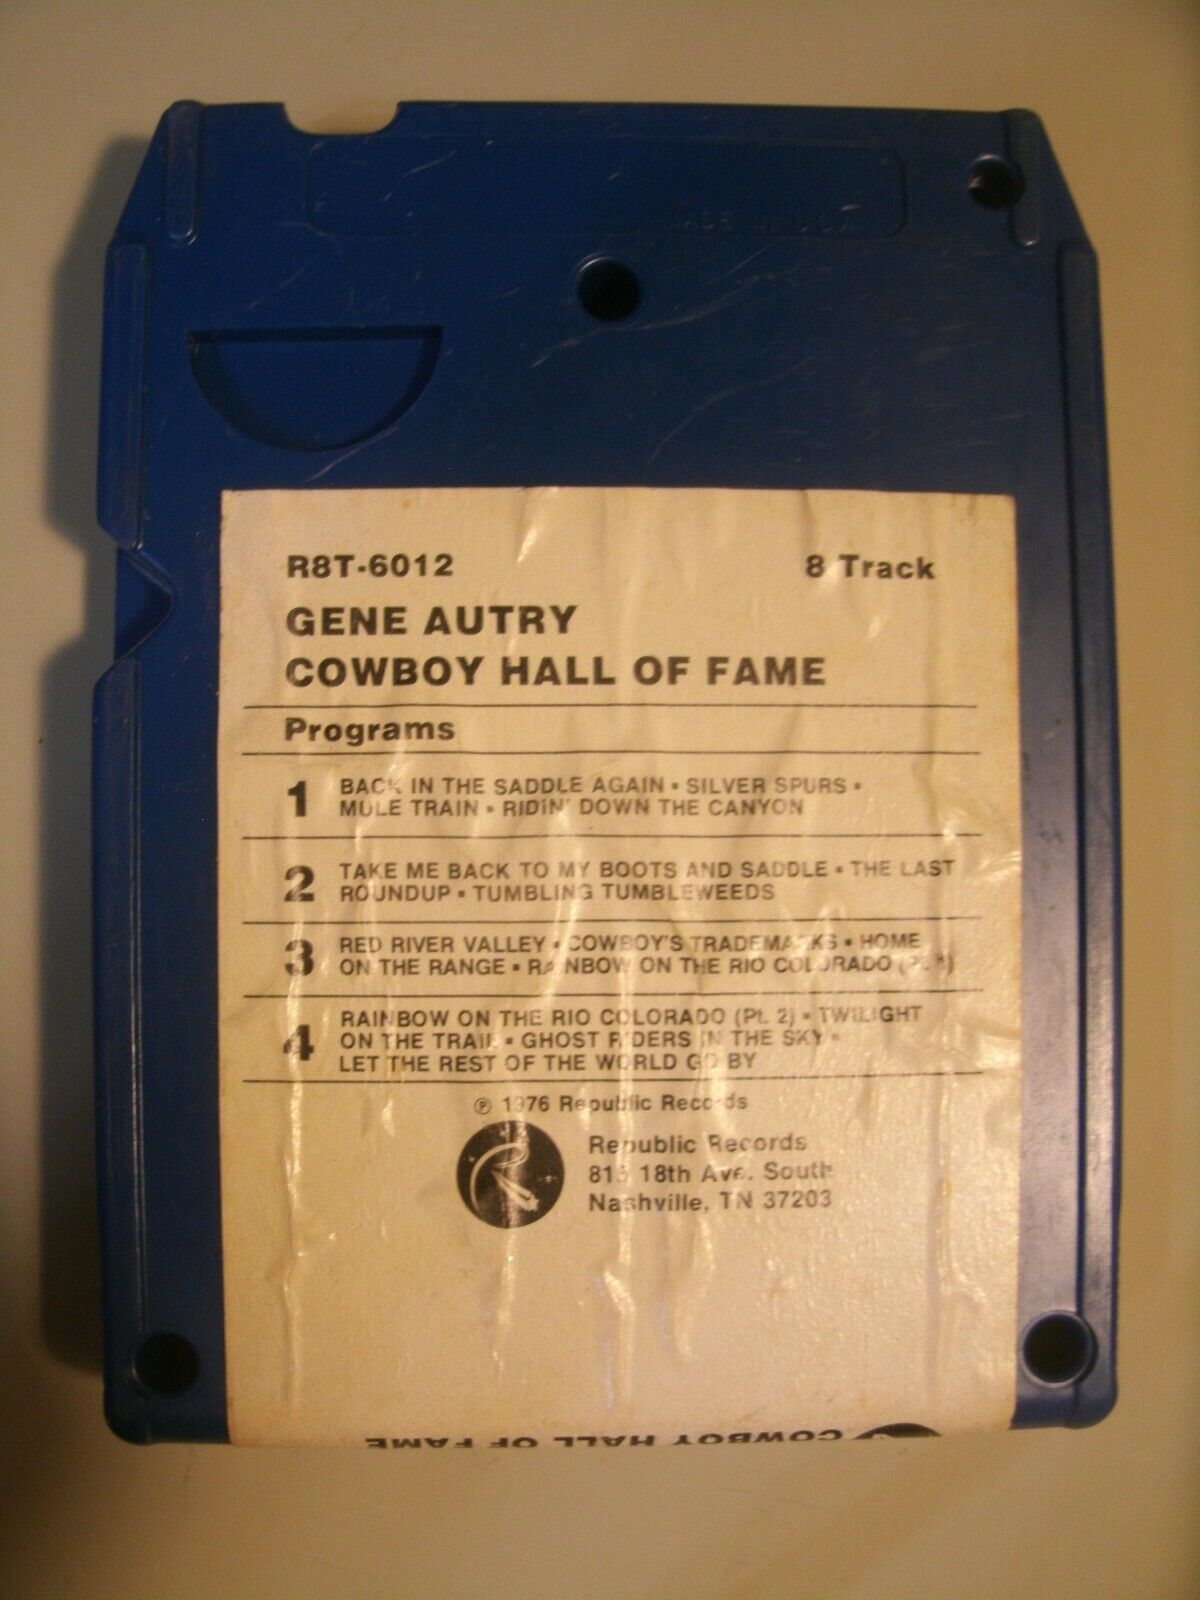 MADE IN U.S.A.
R8T-6012 8 Track
GENE AUTRY
COWBOY HALL OF FAME
Programs
1 BACK IN THE SADDLE AGAIN • SILVER SPURS •
MULE TRAIN • RIDIN' DOWN THE CANYON
2 TAKE ME BACK TO MY BOOTS AND SADDLE • THE LAST
ROUNDUP • TUMBLING TUMBLEWEEDS
3 RED RIVER VALLEY • COWBOY'S TRADEMARKS • HOME
ON THE RANGE • RAINBOW ON THE RIO COLORADO
4 RAINBOW ON THE RIO COLORADO (Pt. 2) • TWILIGHT
ON THE TRAIL • GHOST RIDERS IN THE SKY •
LET THE REST OF THE WORLD GO BY
℗ 1976 Republic Records
Republic Records
815 18th Ave. South
Nashville, TN 37203
COWBOY HALL OF FAME